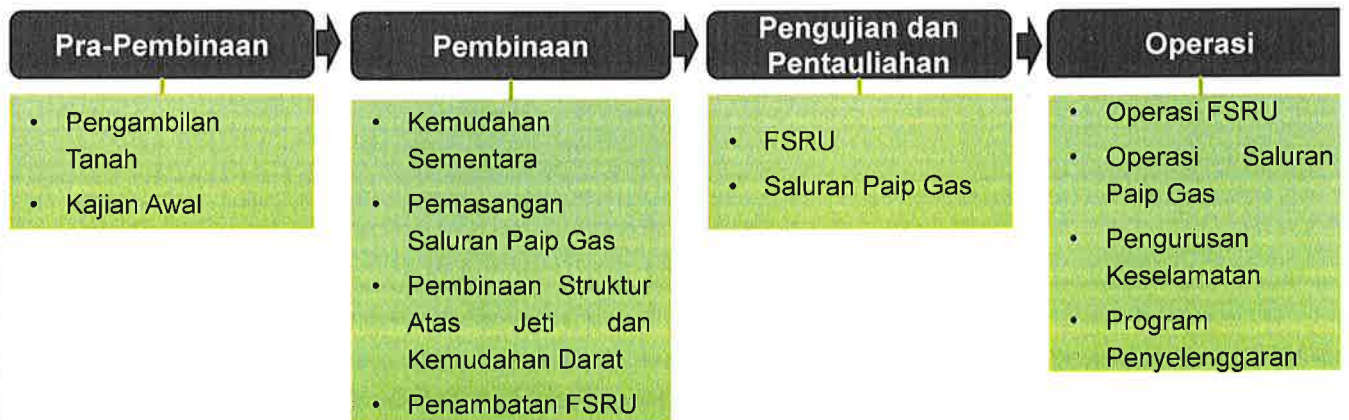 Pra-Pembinaan
• Pengambilan
Tanah
• Kajian Awal
Pembinaan
• Kemudahan
Sementara
• Pemasangan
Saluran Paip Gas
• Pembinaan Struktur
Atas Jeti dan
Kemudahan Darat
• Penambatan FSRU
Pengujian dan
Pentauliahan
• FSRU
• Saluran Paip Gas
Operasi
• Operasi FSRU
• Operasi Saluran
Paip Gas
• Pengurusan
Keselamatan
• Program
Penyelenggaran